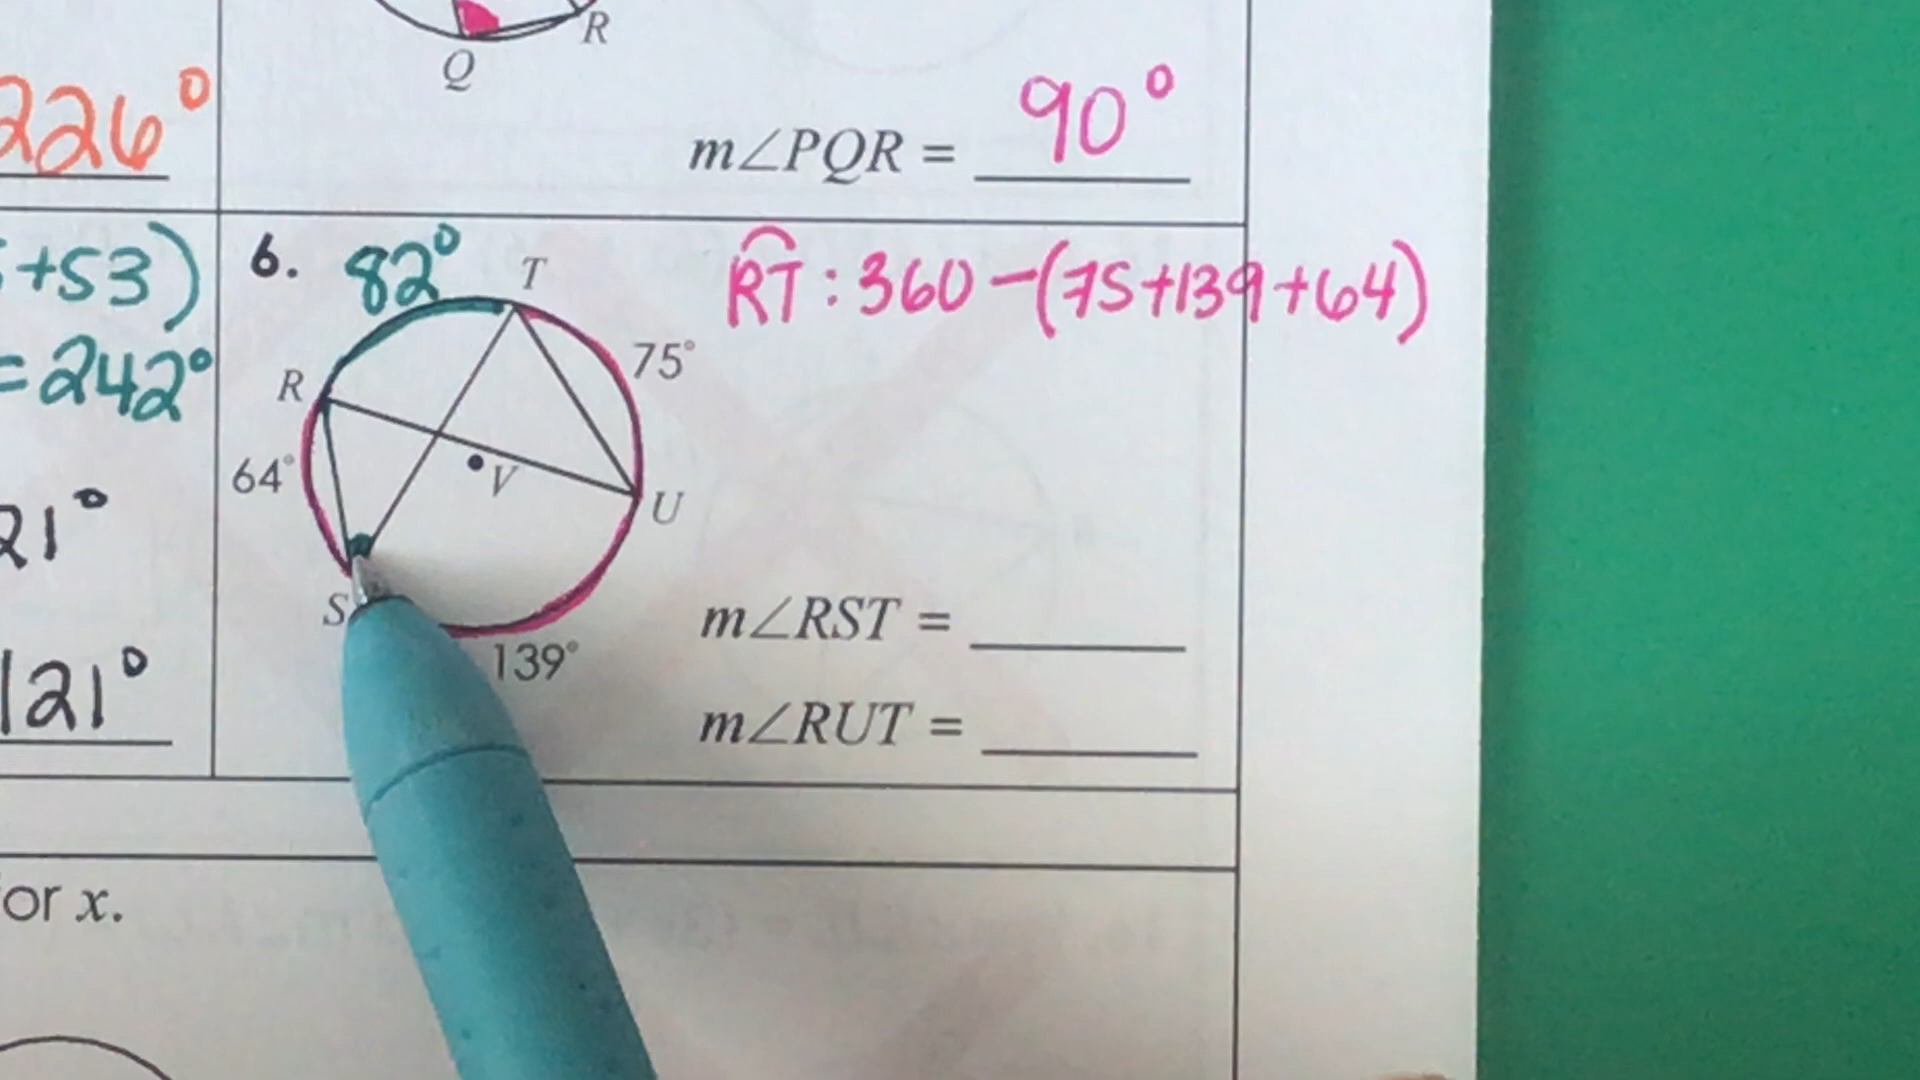 R
Q
226°
m∠PQR = 90°
+53)
= 242°
21°
121°
6.
82°
T
RT : 360 - (75+139+64)
75°
R
64°
V
U
S
139°
m∠RST =
m∠RUT =
or x.